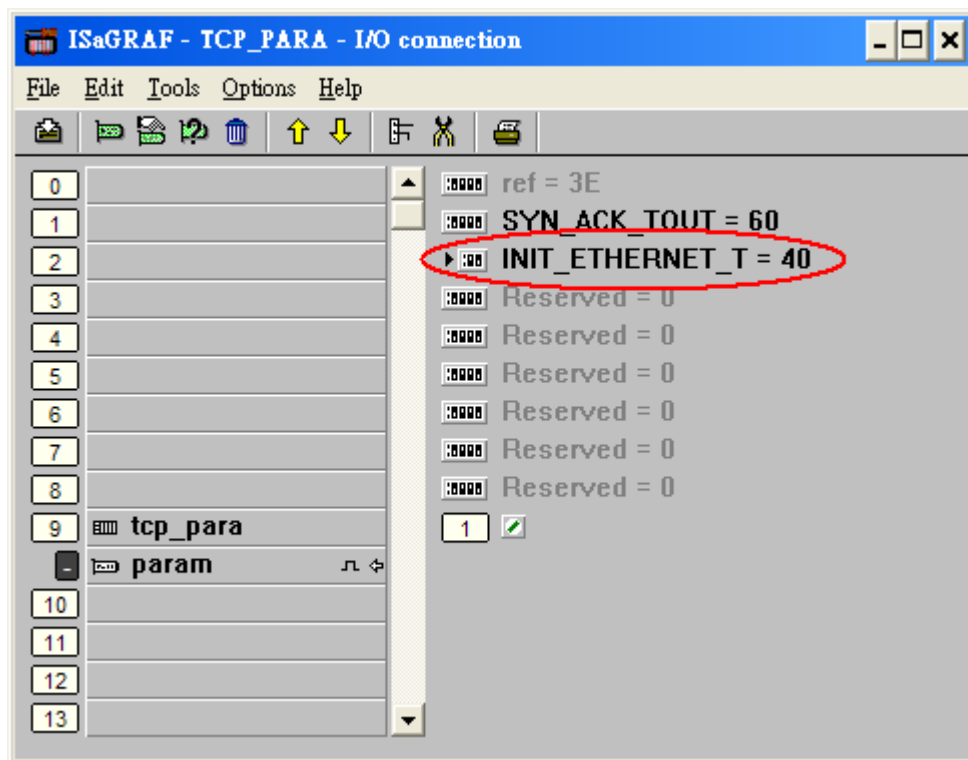 ISaGRAF - TCP_PARA - I/O connection
File Edit Tools Options Help
0
1
2
3
4
5
6
7
8
9 tcp_para
- param
10
11
12
13
ref = 3E
SYN_ACK_TOUT = 60
INIT_ETHERNET_T = 40
Reserved = 0
Reserved = 0
Reserved = 0
Reserved = 0
Reserved = 0
Reserved = 0
1